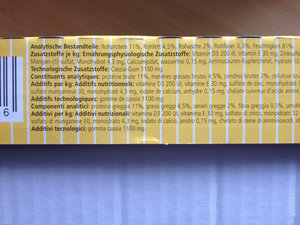 Analytische Bestandteile: Rohprotein 11%, Rohfett 4,5%, Rohasche 2%, Rohfaser 0,3%, Feuchtigkeit 81%
Zusatzstoffe je kg: Ernährungsphysiologische Zusatzstoffe: Vitamin D3 200 IE, Vitamin E 30 mg, Zinksulfat
Mangan-(II)-sulfat, Monohydrat 4,3 mg, Calciumjodat, wasserfrei, 0,15 mg, Aminosäuren-Kupferchelat, Hydrat 10
Technologische Zusatzstoffe: Cassia-Gum 1100 mg.
Constituants analytiques: protéine brute 11%, matières grasses brutes 4,5%, cendres brutes 2%, cellulose
Additifs par kg: Additifs nutritionnels: vitamine D3 200 UI, vitamine E 30 mg, sulfate de zinc
sulfate manganeux (II), monohydraté 4,3 mg, iodate de calcium, anhydre 0,15 mg, chélate cuivreux d'acides aminés
Additifs technologiques: gomme de cassia 1100 mg.
Componenti analitici: proteina greggia 11%, grassi greggi 4,5%, ceneri gregge 2%, fibra greggia 0,3%, umidità
Additivi per kg: Additivi nutrizionali: vitamina D3 200 UI, vitamina E 30 mg, solfato di zinco,
solfato di manganese (II), monoidrato 4,3 mg, iodato di calcio, anidro 0,15 mg, chelato di rame di aminoacidi,
Additivi tecnologici: gomma cassia 1100 mg.
6